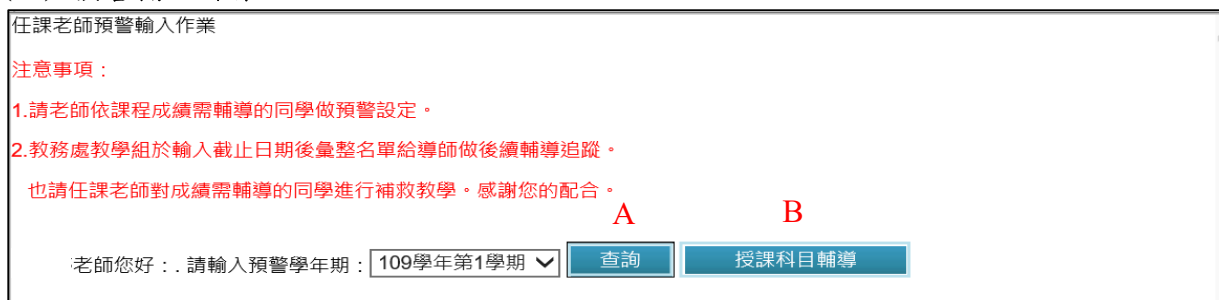 任課老師預警輸入作業
注意事項：
1.請老師依課程成績需輔導的同學做預警設定。
2.教務處教學組於輸入截止日期後彙整名單給導師做後續輔導追蹤。
也請任課老師對成績需輔導的同學進行補救教學。感謝您的配合。
A B
老師您好：. 請輸入預警學年期： 109學年第1學期 查詢 授課科目輔導